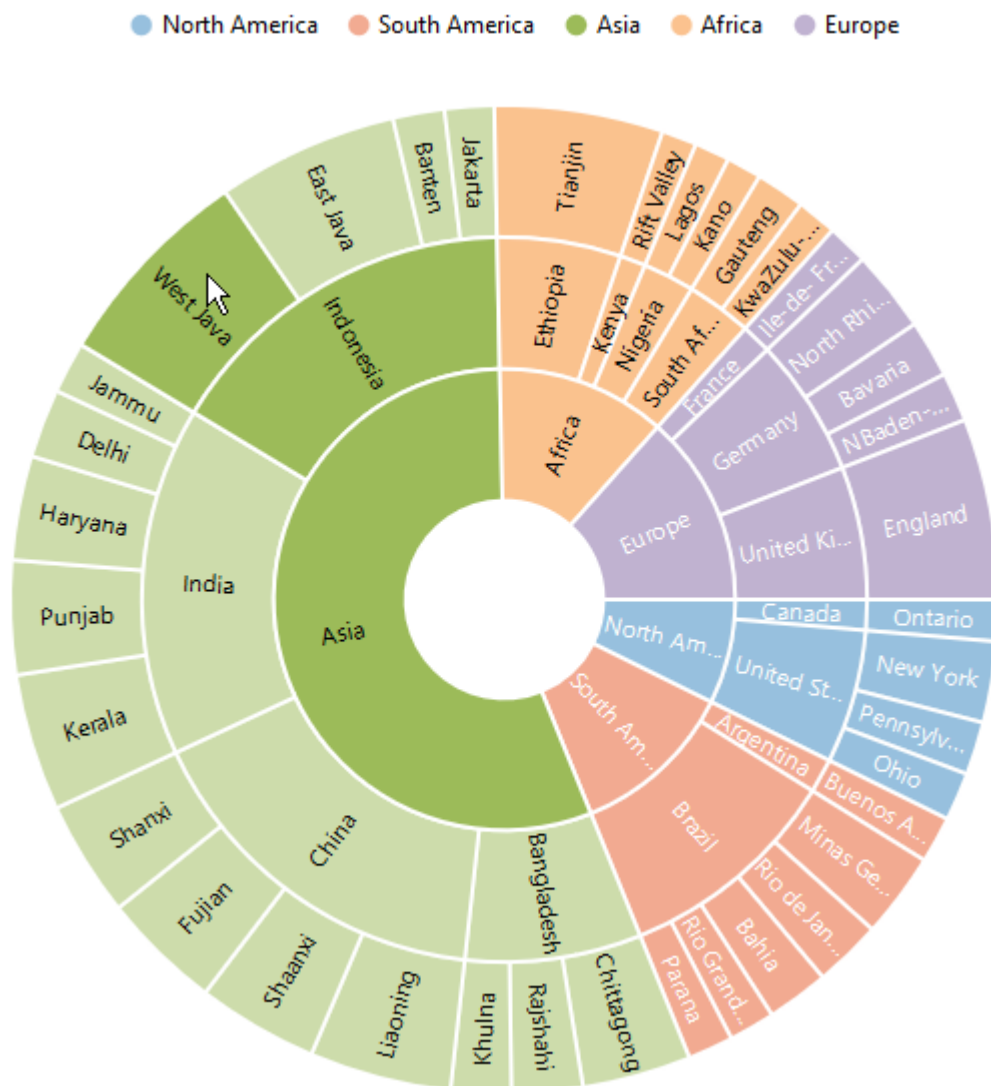 North America South America Asia Africa Europe
Tianjin
Rift Valley
Lagos
Kano
Gauteng
KwaZulu-...
Ile-de- Fr...
North Rhi...
Bavaria
NBaden-...
England
Ontario
New York
Pennsylv...
Ohio
Buenos A...
Minas Ge...
Rio de Jan...
Bahia
Rio Grand...
Parana
Chittagong
Rajshahi
Khulna
Liaoning
Shaanxi
Fujian
Shanxi
Kerala
Punjab
Haryana
Delhi
Jammu
West Java
East Java
Banten
Jakarta
Ethiopia
Kenya
Nigeria
South Af...
France
Germany
United Ki...
Canada
United St...
Argentina
Brazil
Bangladesh
China
India
Indonesia
Africa
Europe
North Am...
South Am...
Asia